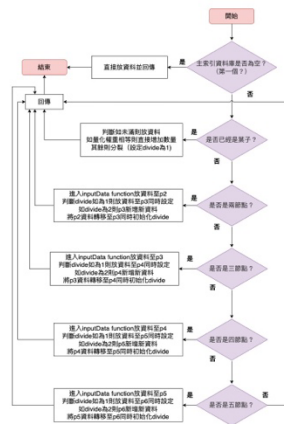 開始
主索引資料庫是否為空？
（第一個？）
是
直接放資料並回傳
結束
否
回傳
是否已經是葉子？
是
判斷如未滿則放資料
如量化權重相等則直接增加數量
其餘則分裂（設定divide為1）
否
是否是兩節點？
是
進入inputData function放資料至p2
判斷divide如為1則放資料至p3同時設定
如divide為2則p3新增新資料
將p2資料轉移至p3同時初始化divide
否
是否是三節點？
是
進入inputData function放資料至p3
判斷divide如為1則放資料至p4同時設定
如divide為2則p4新增新資料
將p3資料轉移至p4同時初始化divide
否
是否是四節點？
是
進入inputData function放資料至p4
判斷divide如為1則放資料至p5同時設定
如divide為2則p5新增新資料
將p4資料轉移至p5同時初始化divide
否
是否是五節點？
是
進入inputData function放資料至p5
判斷divide如為1則放資料至p6同時設定
如divide為2則p6新增新資料
將p5資料轉移至p6同時初始化divide
否